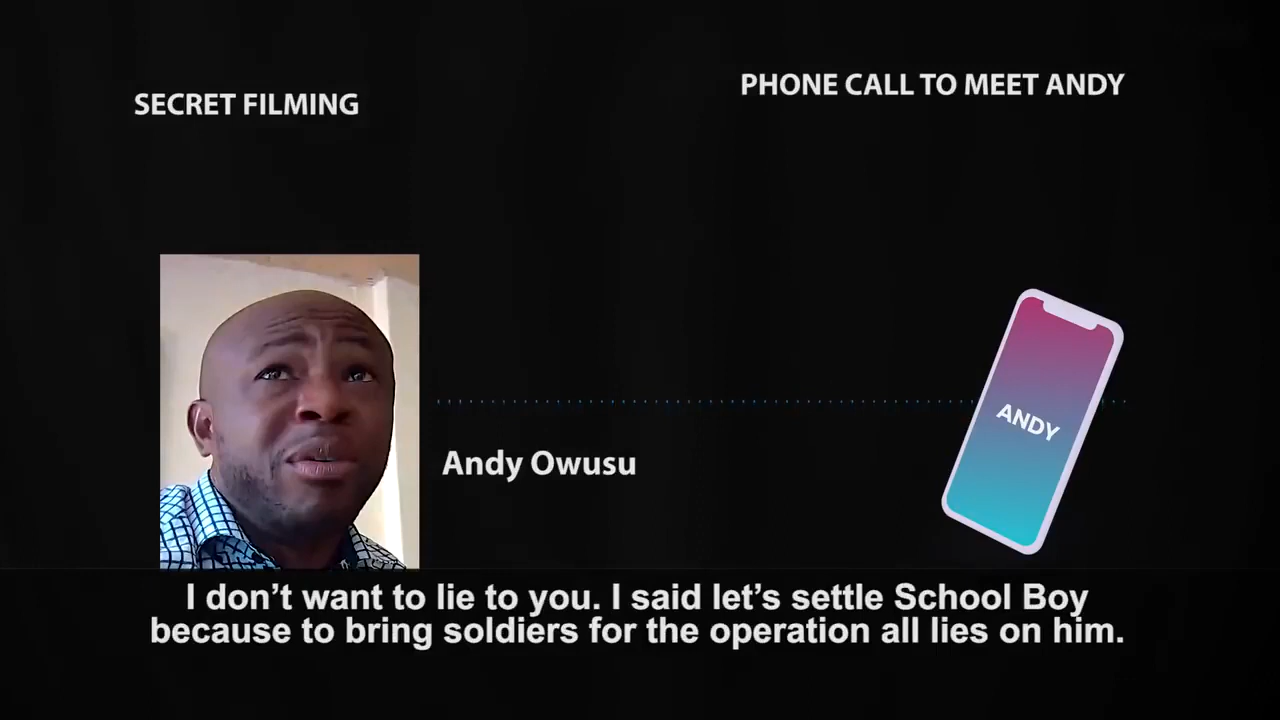 SECRET FILMING
PHONE CALL TO MEET ANDY
ANDY
Andy Owusu
I don’t want to lie to you. I said let’s settle School Boy
because to bring soldiers for the operation all lies on him.